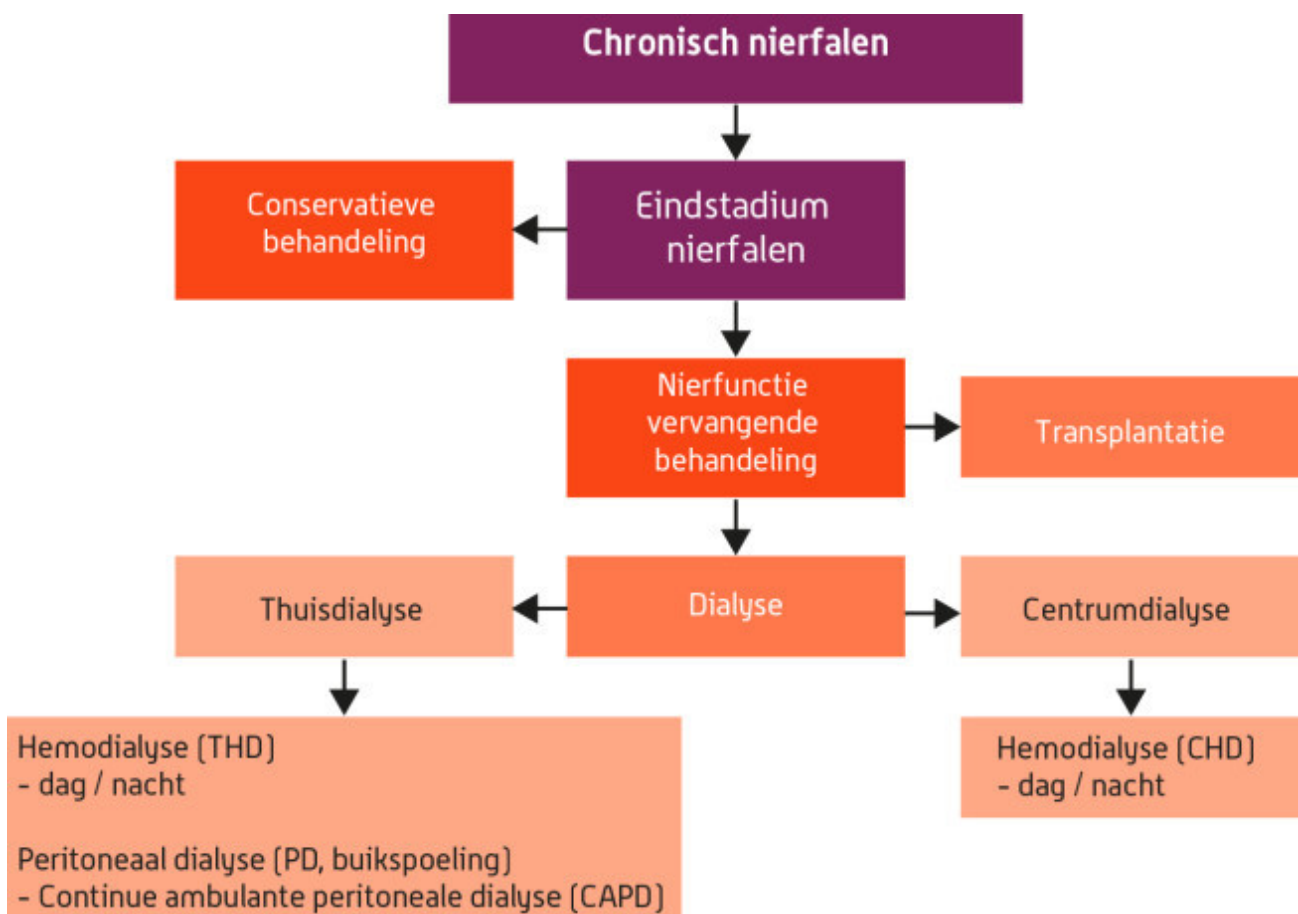 Chronisch nierfalen
Conservatieve
behandeling
Eindstadium
nierfalen
Nierfunctie
vervangende
behandeling
Transplantatie
Thuisdialyse
Dialyse
Centrumdialyse
Hemodialyse (THD)
- dag / nacht
Peritoneaal dialyse (PD, buikspoeling)
- Continue ambulante peritoneale dialyse (CAPD)
Hemodialyse (CHD)
- dag / nacht